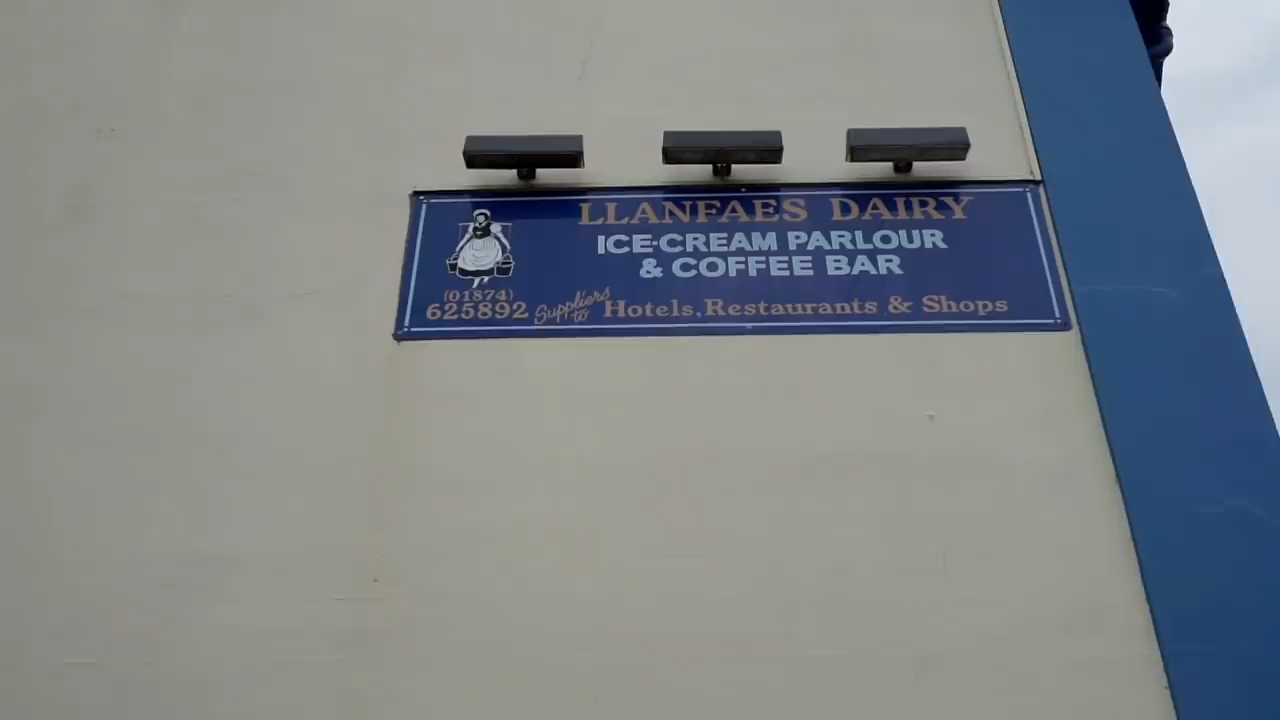 LLANFAES DAIRY
ICE-CREAM PARLOUR
& COFFEE BAR
(01874)
625892 Suppliers to Hotels, Restaurants & Shops